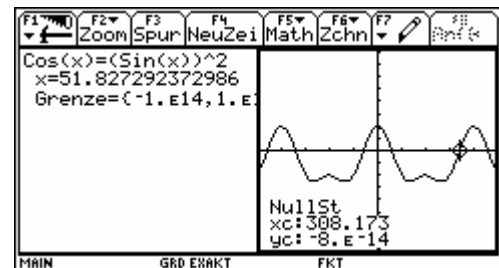 F1 F2 F3 F4 F5 F6 F7
Zoom Spur NeuZei Math Zchn
Cos(x)=(Sin(x))^2
x=51.827292372986
Grenze={-1.E14,1.E
NullSt
xc:308.173
yc:-8.E-14
MAIN GRD EXAKT FKT